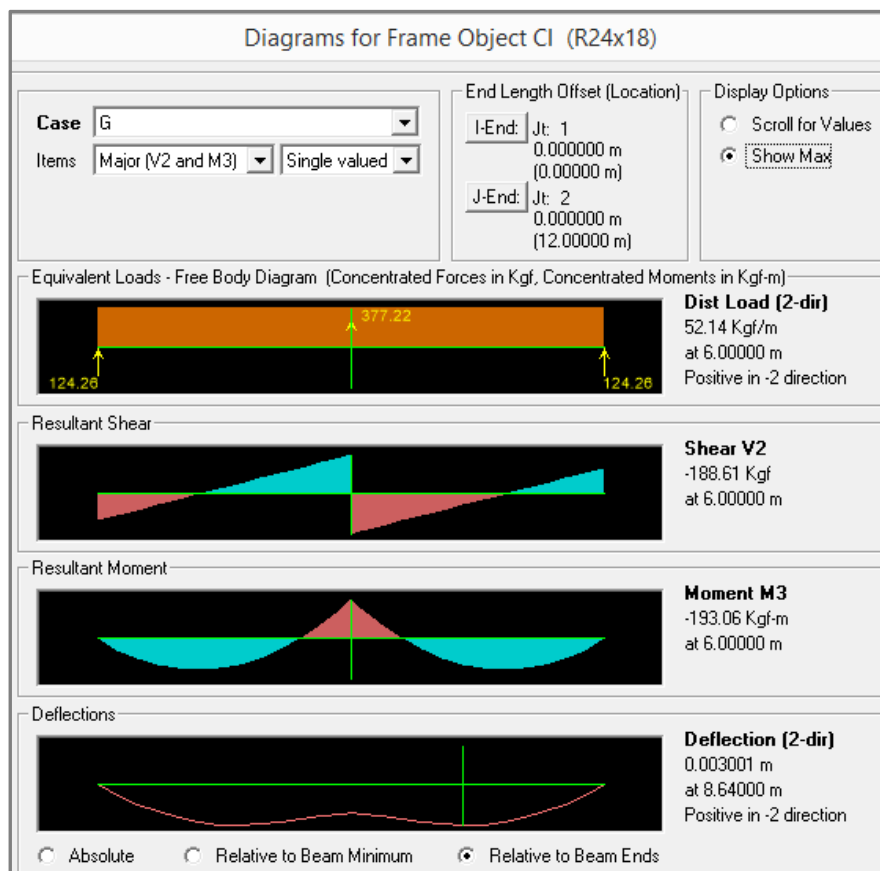 Diagrams for Frame Object CI (R24x18)
Case G
Items Major (V2 and M3) Single valued
End Length Offset (Location)
I-End: Jt: 1
0.000000 m
(0.00000 m)
J-End: Jt: 2
0.000000 m
(12.00000 m)
Display Options
Scroll for Values
Show Max
Equivalent Loads - Free Body Diagram (Concentrated Forces in Kgf, Concentrated Moments in Kgf-m)
377.22
124.26 124.26
Dist Load (2-dir)
52.14 Kgf/m
at 6.00000 m
Positive in -2 direction
Resultant Shear
Shear V2
-188.61 Kgf
at 6.00000 m
Resultant Moment
Moment M3
-193.06 Kgf-m
at 6.00000 m
Deflections
Deflection (2-dir)
0.003001 m
at 8.64000 m
Positive in -2 direction
Absolute Relative to Beam Minimum Relative to Beam Ends